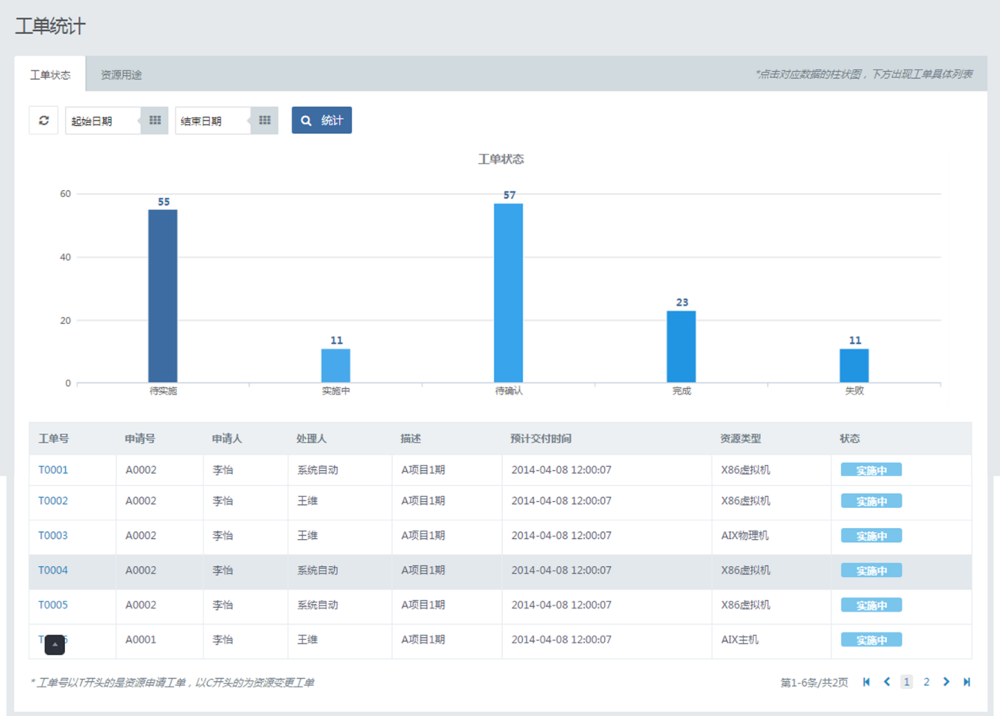 工单统计
工单状态 资源用途 *点击对应数据的柱状图，下方出现工单具体列表
起始日期 结束日期 统计
工单状态
60
40
20
0
55
11
57
23
11
待实施 实施中 待确认 完成 失败
工单号 申请号 申请人 处理人 描述 预计交付时间 资源类型 状态
T0001 A0002 李怡 系统自动 A项目1期 2014-04-08 12:00:07 X86虚拟机 实施中
T0002 A0002 李怡 王维 A项目1期 2014-04-08 12:00:07 X86虚拟机 实施中
T0003 A0002 李怡 王维 A项目1期 2014-04-08 12:00:07 AIX物理机 实施中
T0004 A0002 李怡 系统自动 A项目1期 2014-04-08 12:00:07 X86虚拟机 实施中
T0005 A0002 李怡 系统自动 A项目1期 2014-04-08 12:00:07 X86虚拟机 实施中
A0001 李怡 王维 A项目1期 2014-04-08 12:00:07 AIX主机 实施中
* 工单号以T开头的是资源申请工单，以C开头的为资源变更工单
第1-6条/共2页 1 2